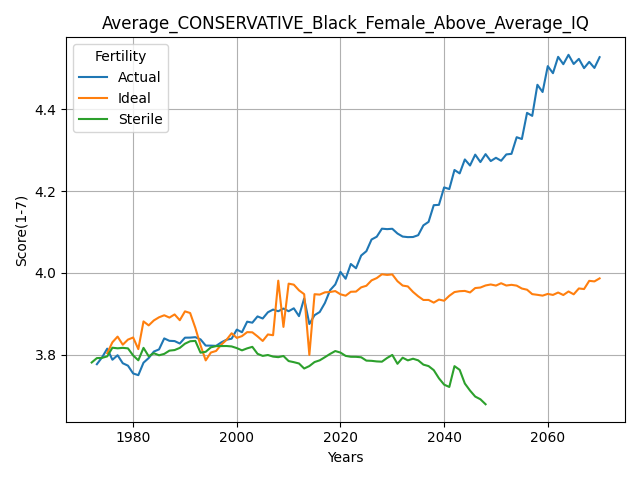 Average_CONSERVATIVE_Black_Female_Above_Average_IQ
Fertility
Actual
Ideal
Sterile
Score(1-7)
4.4
4.2
4.0
3.8
1980 2000 2020 2040 2060
Years